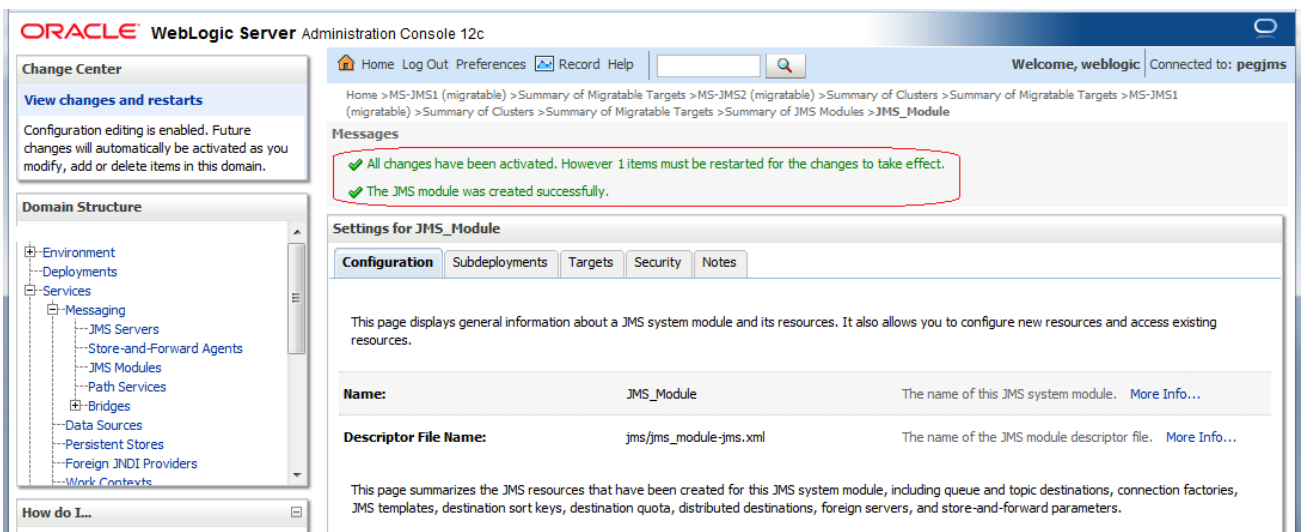 ORACLE WebLogic Server Administration Console 12c
Change Center
View changes and restarts
Configuration editing is enabled. Future
changes will automatically be activated as you
modify, add or delete items in this domain.
Domain Structure
Environment
Deployments
Services
Messaging
JMS Servers
Store-and-Forward Agents
JMS Modules
Path Services
Bridges
Data Sources
Persistent Stores
Foreign JNDI Providers
Work Contexts
How do I...
Home Log Out Preferences Record Help
Welcome, weblogic Connected to: pegjms
Home >MS-JMS1 (migratable) >Summary of Migratable Targets >MS-JMS2 (migratable) >Summary of Clusters >Summary of Migratable Targets >MS-JMS1
(migratable) >Summary of Clusters >Summary of Migratable Targets >Summary of JMS Modules >JMS_Module
Messages
All changes have been activated. However 1 items must be restarted for the changes to take effect.
The JMS module was created successfully.
Settings for JMS_Module
Configuration Subdeployments Targets Security Notes
This page displays general information about a JMS system module and its resources. It also allows you to configure new resources and access existing
resources.
Name: JMS_Module The name of this JMS system module. More Info...
Descriptor File Name: jms/jms_module-jms.xml The name of the JMS module descriptor file. More Info...
This page summarizes the JMS resources that have been created for this JMS system module, including queue and topic destinations, connection factories,
JMS templates, destination sort keys, destination quota, distributed destinations, foreign servers, and store-and-forward parameters.